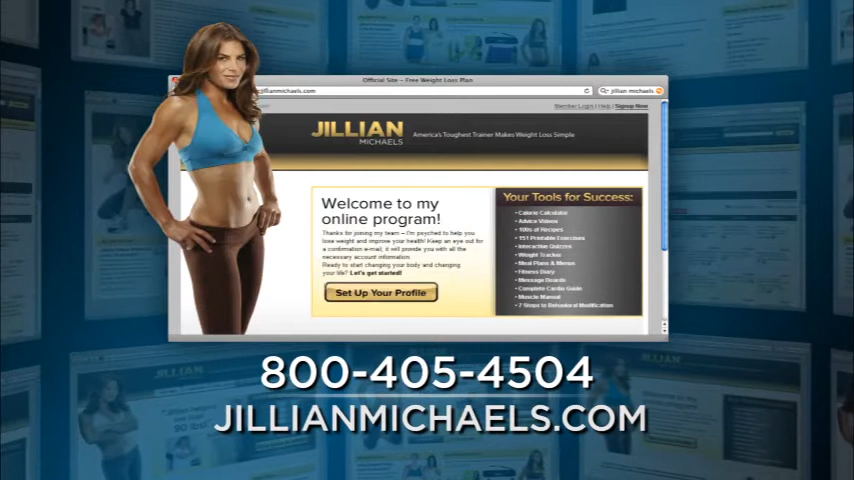 Official Site – Free Weight Loss Plan
jillianmichaels.com
jillian michaels
Member Login | Help | Signup Now
JILLIAN
MICHAELS
America's Toughest Trainer Makes Weight Loss Simple
Welcome to my
online program!
Thanks for joining my team – I'm psyched to help you
lose weight and improve your health! Keep an eye out for
a confirmation e-mail, it will provide you with all the
necessary account information.
Ready to start changing your body and changing
your life? Let's get started!
Set Up Your Profile
Your Tools for Success:
• Calorie Calculator
• Advice Videos
• 100s of Recipes
• 151 Printable Exercises
• Interactive Quizzes
• Weight Tracker
• Meal Plans & Menus
• Fitness Diary
• Message Boards
• Complete Cardio Guide
• Muscle Manual
• 7 Steps to Behavioral Modification
800-405-4504
JILLIANMICHAELS.COM